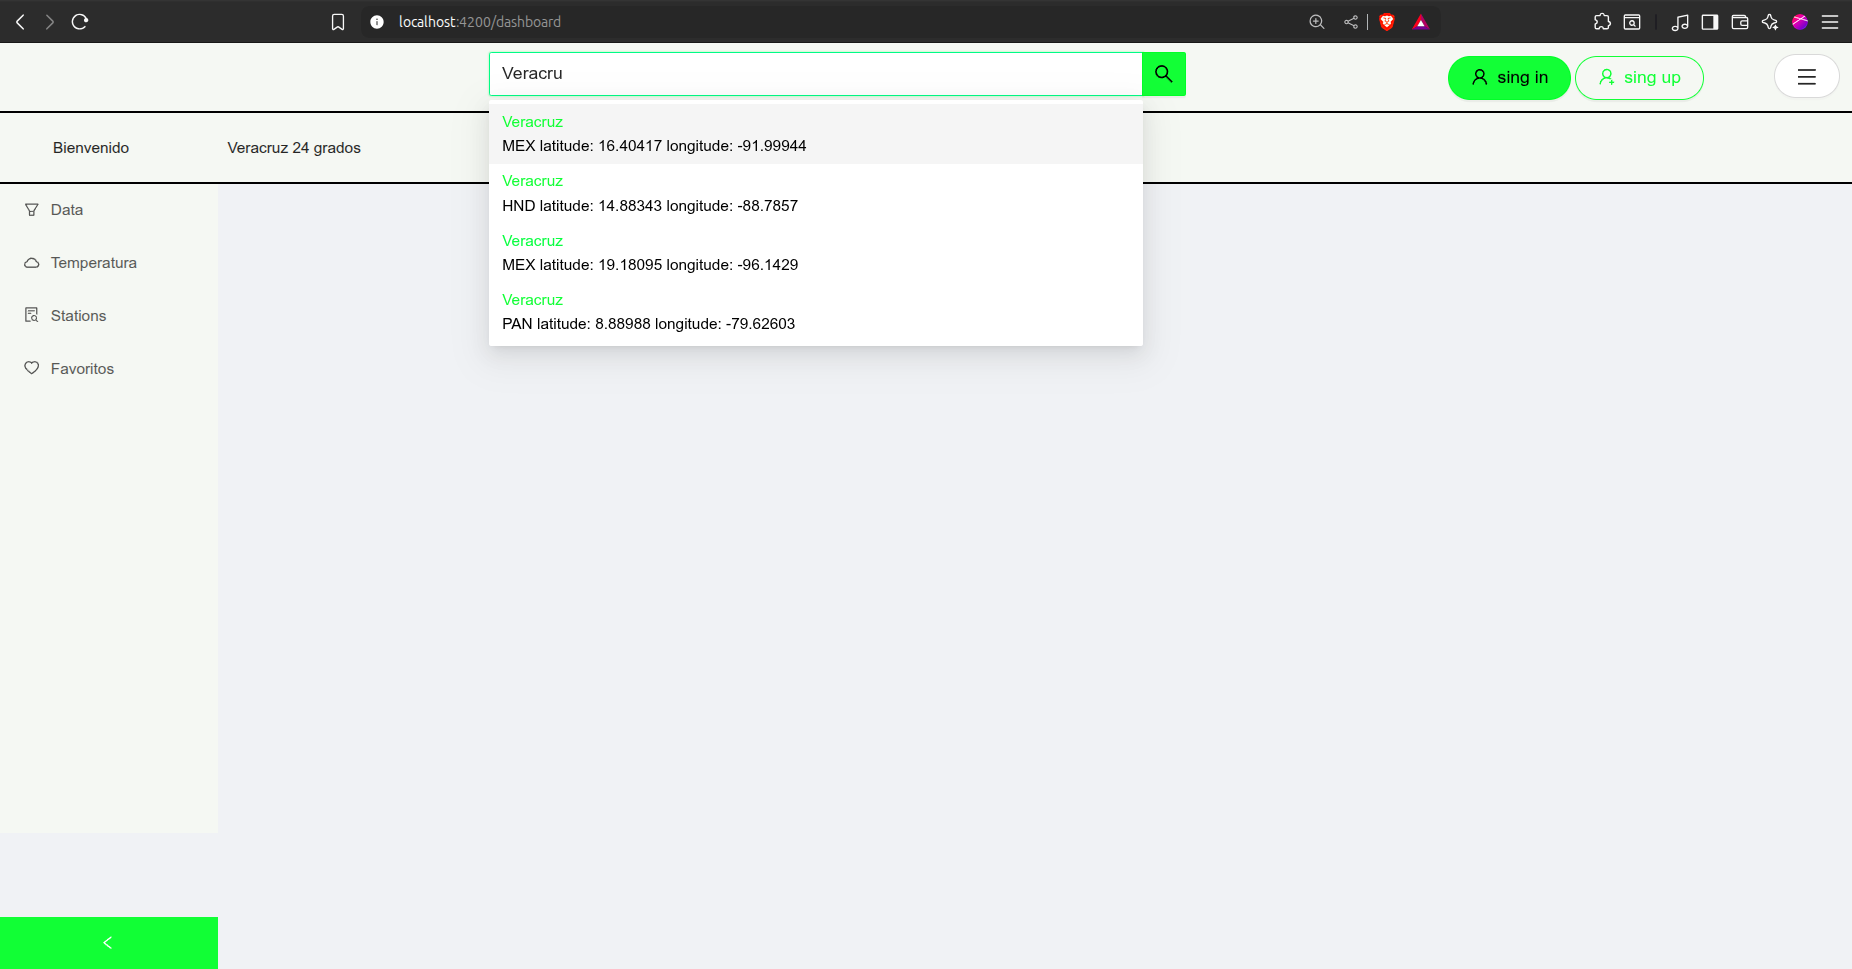 localhost:4200/dashboard
Veracru
sing in
sing up
Veracruz
MEX latitude: 16.40417 longitude: -91.99944
Veracruz
HND latitude: 14.88343 longitude: -88.7857
Veracruz
MEX latitude: 19.18095 longitude: -96.1429
Veracruz
PAN latitude: 8.88988 longitude: -79.62603
Bienvenido
Veracruz 24 grados
Data
Temperatura
Stations
Favoritos